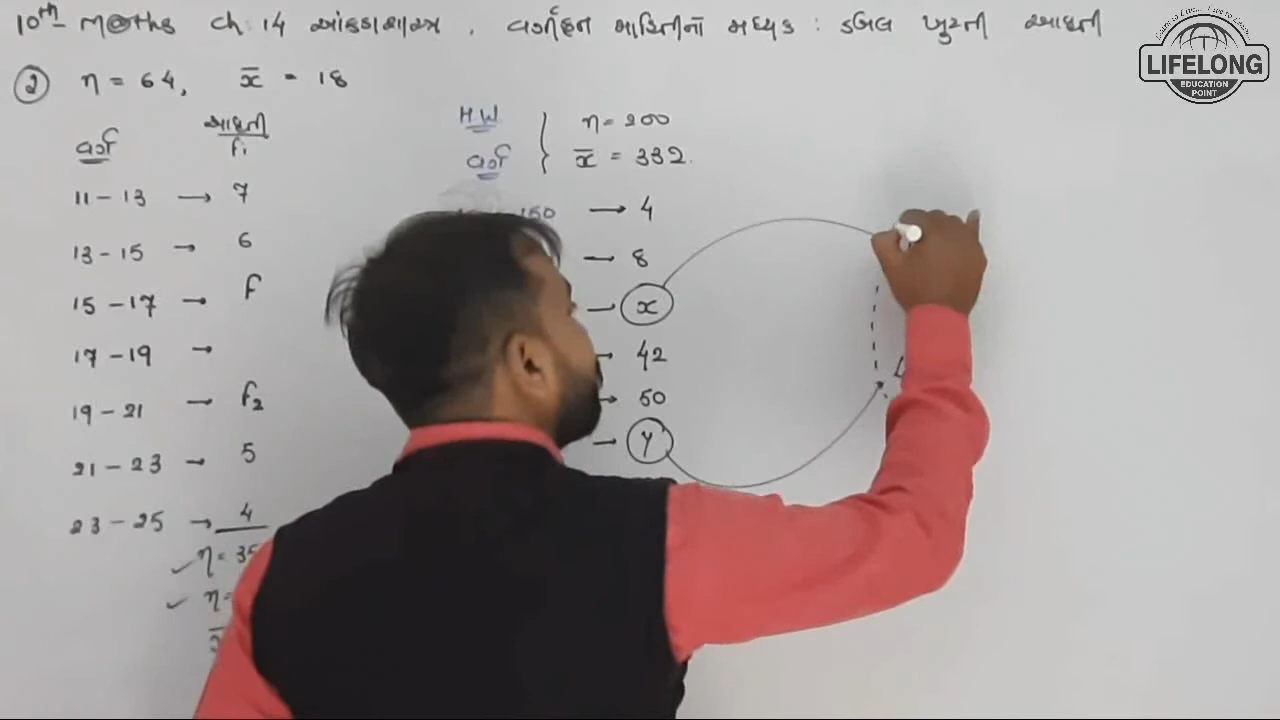 10th Maths ch. 14 આંકડાશાસ્ત્ર. વર્ગીકૃત માહિતીનો મધ્યક : ડબલ ખુટતી આવૃત્તી
LIFELONG
EDUCATION
POINT
② n = 64, x̄ = 18
વર્ગ આવૃત્તી
fi
11 - 13 → 7
13 - 15 → 6
15 - 17 → f
17 - 19 →
19 - 21 → f2
21 - 23 → 5
23 - 25 → 4
✓ n = 
✓ n =
x̄
H.W
વર્ગ
n = 200
x̄ = 332.
150 → 4
→ 8
→ x
→ 42
→ 50
→ y